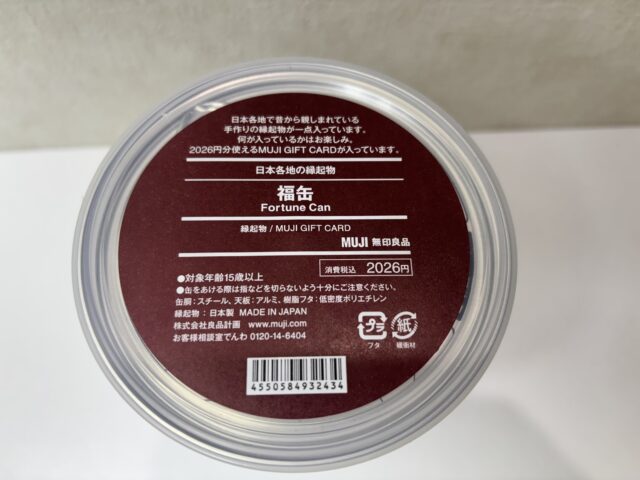 日本各地で昔から親しまれている
手作りの縁起物が一点入っています。
何が入っているかはお楽しみ。
2026円分使えるMUJI GIFT CARDが入っています。
日本各地の縁起物
福缶
Fortune Can
縁起物 / MUJI GIFT CARD
MUJI 無印良品
消費税込 2026円
●対象年齢15歳以上
●缶をあける際は指などを切らないよう十分にご注意ください。
缶胴:スチール、天板:アルミ、樹脂フタ:低密度ポリエチレン
縁起物:日本製 MADE IN JAPAN
株式会社良品計画 www.muji.com
お客様相談室でんわ 0120-14-6404
プラ 紙
フタ 緩衝材
4550584932434